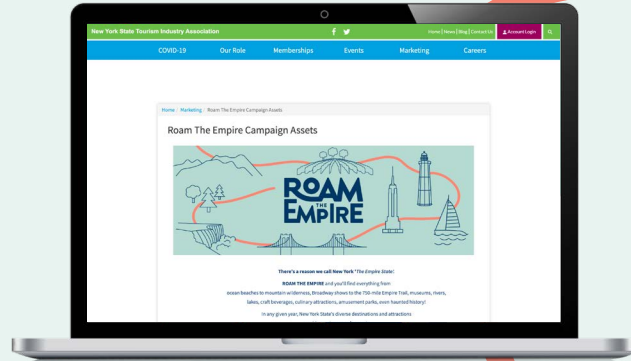 New York State Tourism Industry Association
Home | News | Blog | Contact Us
Account Login
COVID-19 Our Role Memberships Events Marketing Careers
Home / Marketing / Roam The Empire Campaign Assets
Roam The Empire Campaign Assets
ROAM
THE
EMPIRE
There's a reason we call New York 'The Empire State'.
ROAM THE EMPIRE and you'll find everything from
ocean beaches to mountain wilderness, Broadway shows to the 750-mile Empire Trail, museums, rivers,
lakes, craft beverages, culinary attractions, amusement parks, even haunted history!
In any given year, New York State's diverse destinations and attractions